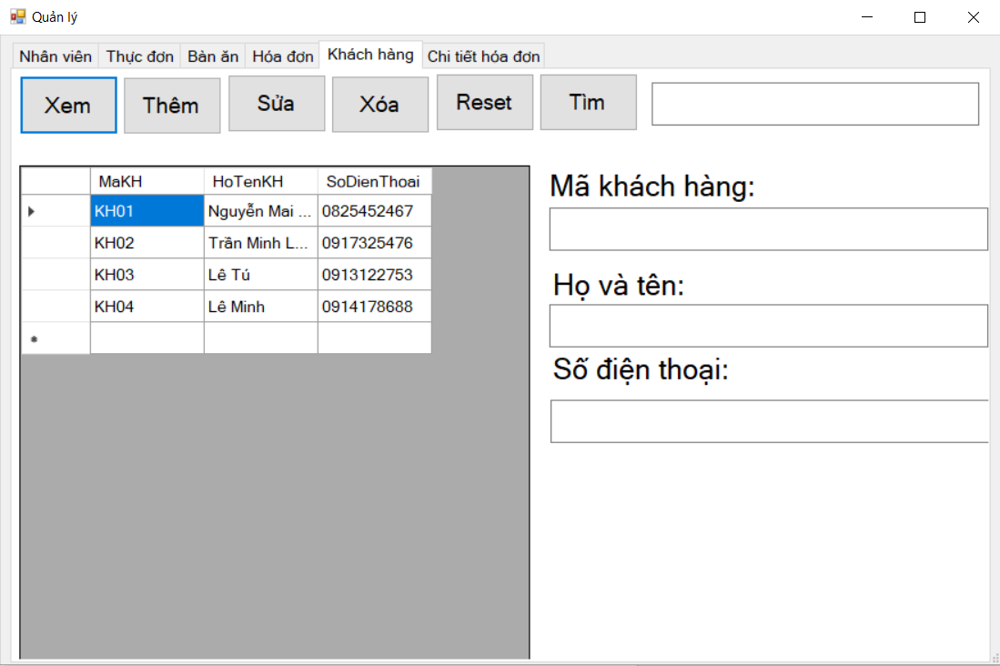 Quản lý
Nhân viên Thực đơn Bàn ăn Hóa đơn Khách hàng Chi tiết hóa đơn
Xem Thêm Sửa Xóa Reset Tìm
MaKH HoTenKH SoDienThoai
KH01 Nguyễn Mai ... 0825452467
KH02 Trần Minh L... 0917325476
KH03 Lê Tú 0913122753
KH04 Lê Minh 0914178688
Mã khách hàng:
Họ và tên:
Số điện thoại: